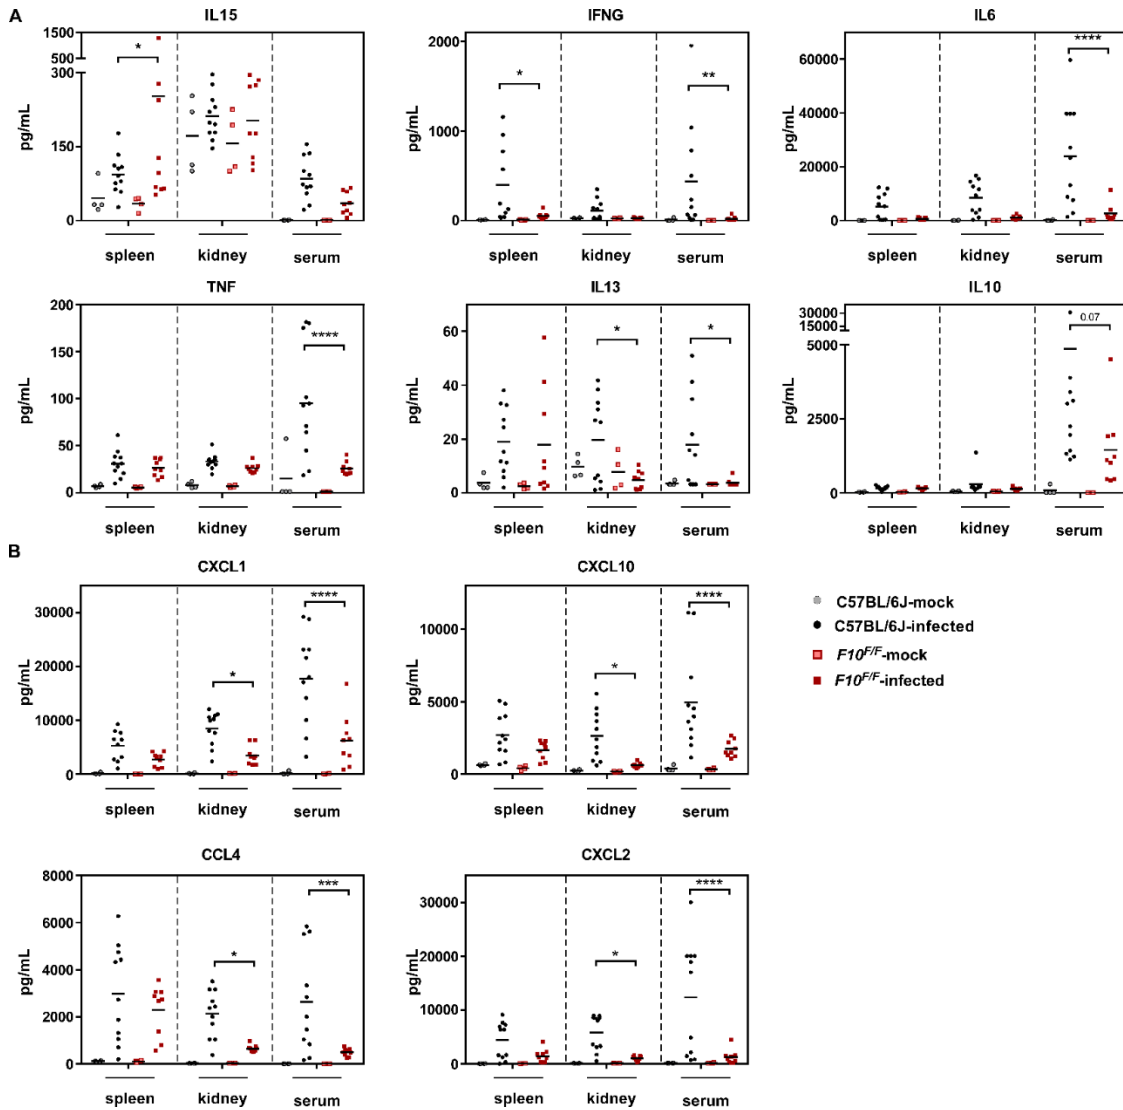 A
IL15
IFNG
IL6
1500
500
300
150
0
pg/mL
*
spleen
kidney
serum
2000
1000
0
pg/mL
*
**
spleen
kidney
serum
60000
40000
20000
0
pg/mL
****
spleen
kidney
serum
TNF
IL13
IL10
200
150
100
50
0
pg/mL
****
spleen
kidney
serum
60
40
20
0
pg/mL
*
*
spleen
kidney
serum
30000
15000
5000
2500
0
pg/mL
0.07
spleen
kidney
serum
B
CXCL1
CXCL10
30000
20000
10000
0
pg/mL
*
****
spleen
kidney
serum
10000
5000
0
pg/mL
*
****
spleen
kidney
serum
C57BL/6J-mock
C57BL/6J-infected
F10F/F-mock
F10F/F-infected
CCL4
CXCL2
8000
6000
4000
2000
0
pg/mL
*
***
spleen
kidney
serum
30000
20000
10000
0
pg/mL
*
****
spleen
kidney
serum